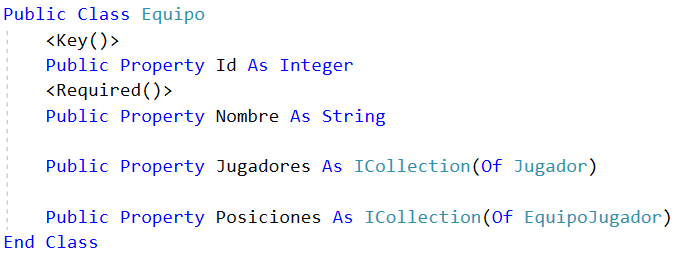 Public Class Equipo
    <Key()>
    Public Property Id As Integer
    <Required()>
    Public Property Nombre As String
    Public Property Jugadores As ICollection(Of Jugador)
    Public Property Posiciones As ICollection(Of EquipoJugador)
End Class